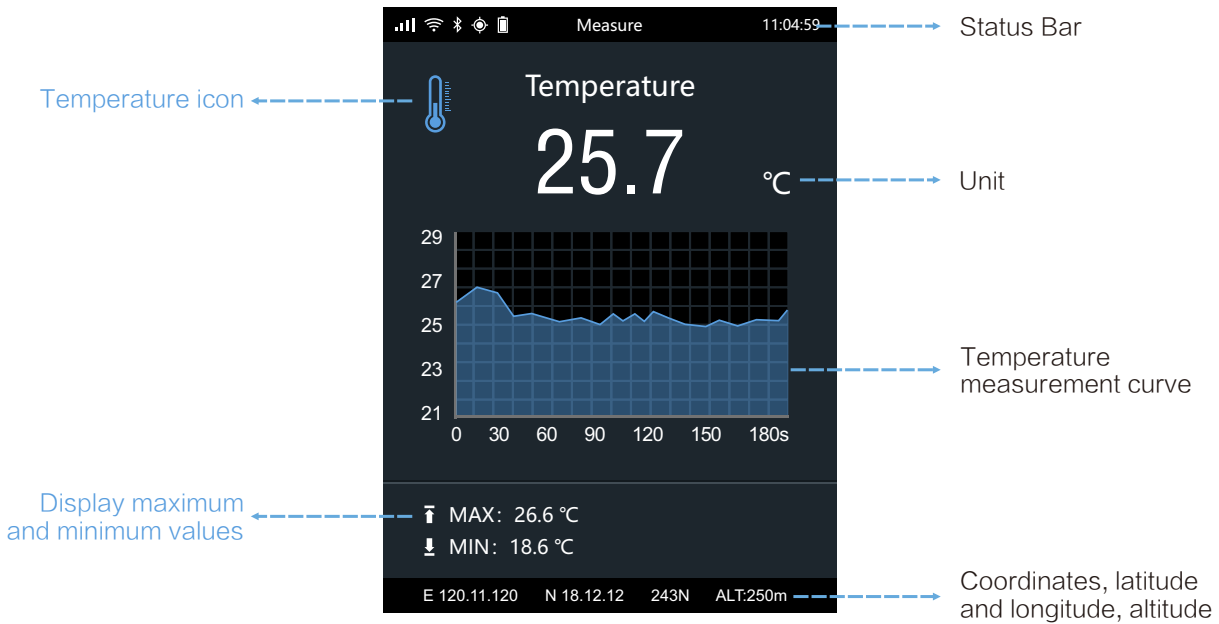 Measure
11:04:59
Status Bar
Temperature icon
Temperature
25.7
℃
Unit
29
27
25
23
21
0 30 60 90 120 150 180s
Temperature
measurement curve
Display maximum
and minimum values
MAX: 26.6 ℃
MIN: 18.6 ℃
E 120.11.120 N 18.12.12 243N ALT:250m
Coordinates, latitude
and longitude, altitude